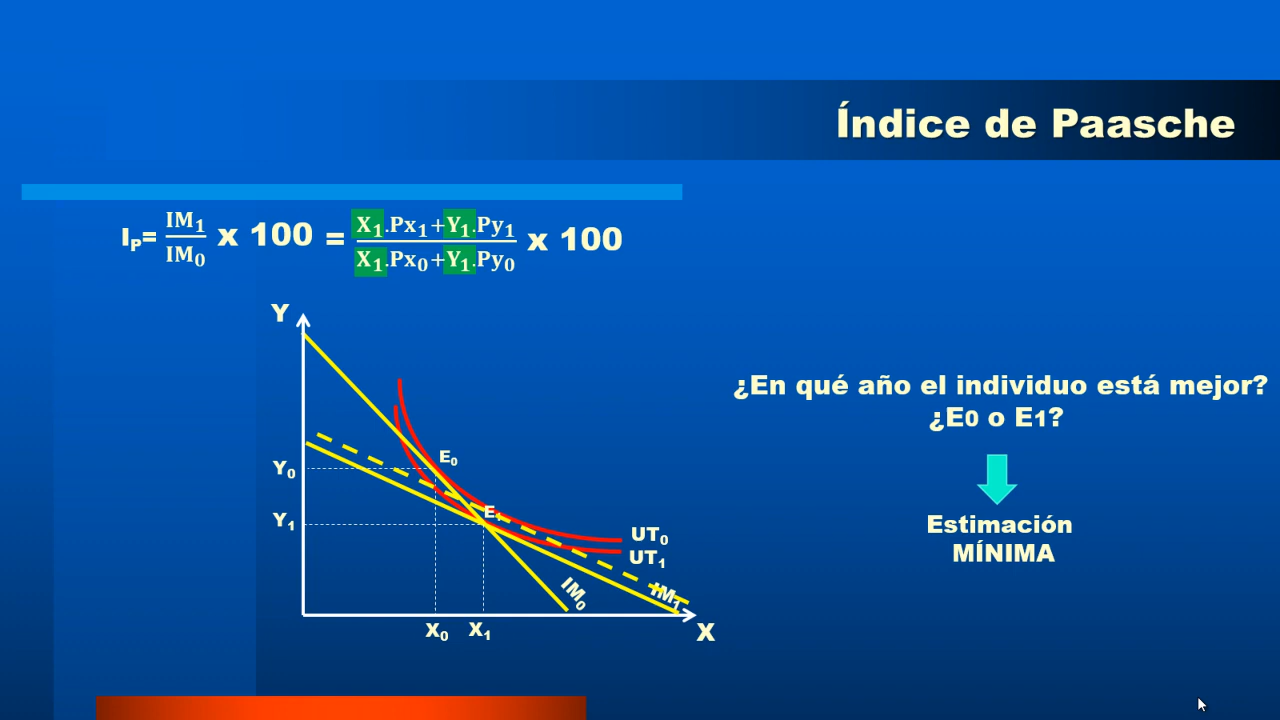 Índice de Paasche
I_P= IM₁/IM₀ x 100 = X₁.Px₁+Y₁.Py₁/X₁.Px₀+Y₁.Py₀ x 100
Y
¿En qué año el individuo está mejor?
¿E0 o E1?
E₀
Y₀
E₁
Y₁
Estimación
MÍNIMA
UT₀
UT₁
IM₀
IM₁
X₀
X₁
X